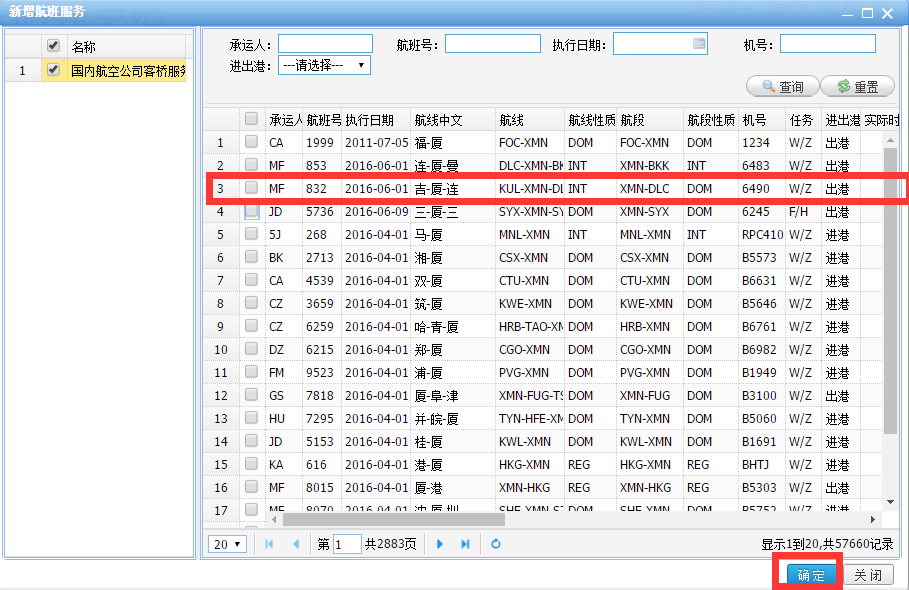 新增航班服务
名称
1 国内航空公司客桥服务
承运人： 航班号： 执行日期： 机号：
进出港： ---请选择---
查询 重置
承运人 航班号 执行日期 航线中文 航线 航线性质 航段 航段性质 机号 任务 进出港 实际时
1 CA 1999 2011-07-05 福-厦 FOC-XMN DOM FOC-XMN DOM 1234 W/Z 出港
2 MF 853 2016-06-01 连-厦-曼 DLC-XMN-BK INT XMN-BKK INT 6483 W/Z 出港
3 MF 832 2016-06-01 吉-厦-连 KUL-XMN-DL INT XMN-DLC DOM 6490 W/Z 出港
4 JD 5736 2016-06-09 三-厦-三 SYX-XMN-SY DOM XMN-SYX DOM 6245 F/H 出港
5 5J 268 2016-04-01 马-厦 MNL-XMN INT MNL-XMN INT RPC410 W/Z 进港
6 BK 2713 2016-04-01 湘-厦 CSX-XMN DOM CSX-XMN DOM B5573 W/Z 进港
7 CA 4539 2016-04-01 双-厦 CTU-XMN DOM CTU-XMN DOM B6631 W/Z 进港
8 CZ 3659 2016-04-01 筑-厦 KWE-XMN DOM KWE-XMN DOM B5646 W/Z 进港
9 CZ 6259 2016-04-01 哈-青-厦 HRB-TAO-XM DOM HRB-XMN DOM B6761 W/Z 进港
10 DZ 6215 2016-04-01 郑-厦 CGO-XMN DOM CGO-XMN DOM B6982 W/Z 进港
11 FM 9523 2016-04-01 浦-厦 PVG-XMN DOM PVG-XMN DOM B1949 W/Z 进港
12 GS 7818 2016-04-01 厦-阜-津 XMN-FUG-TS DOM XMN-FUG DOM B3100 W/Z 出港
13 HU 7295 2016-04-01 并-皖-厦 TYN-HFE-XM DOM TYN-XMN DOM B5060 W/Z 进港
14 JD 5153 2016-04-01 桂-厦 KWL-XMN DOM KWL-XMN DOM B1691 W/Z 进港
15 KA 616 2016-04-01 港-厦 HKG-XMN REG HKG-XMN REG BHTJ W/Z 进港
16 MF 8015 2016-04-01 厦-港 XMN-HKG REG XMN-HKG REG B5303 W/Z 出港
17 MF 8070 2016-04-01 沈-厦-圳 SHE-XMN-SZ DOM SHE-XMN DOM B5752 W/Z 进港
20 第 1 共2883页 显示1到20,共57660记录
确定 关闭